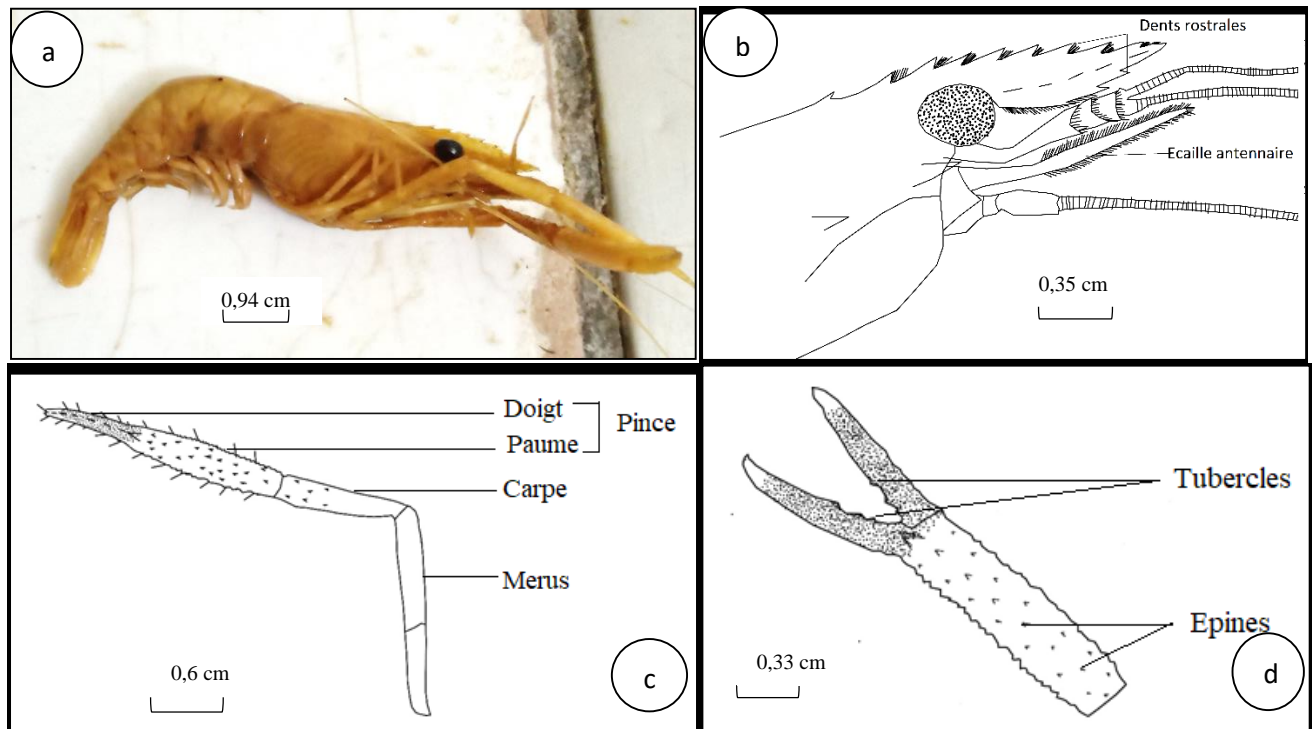 a
0,94 cm
b
Dents rostrales
Ecaille antennaire
0,35 cm
Doigt
Paume
Pince
Carpe
Merus
0,6 cm
c
Tubercles
Epines
0,33 cm
d